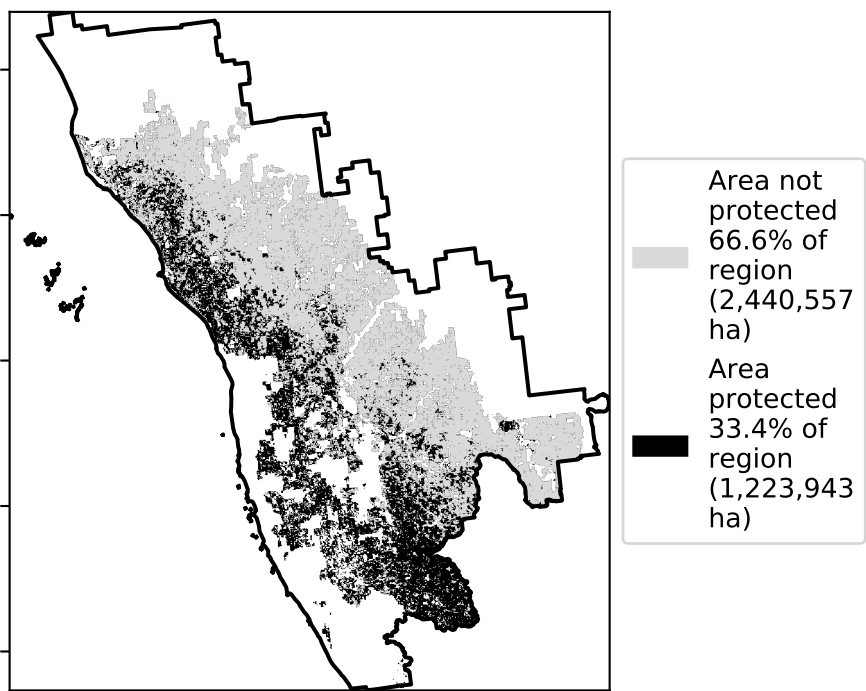 Area not
protected
66.6% of
region
(2,440,557
ha)
Area
protected
33.4% of
region
(1,223,943
ha)